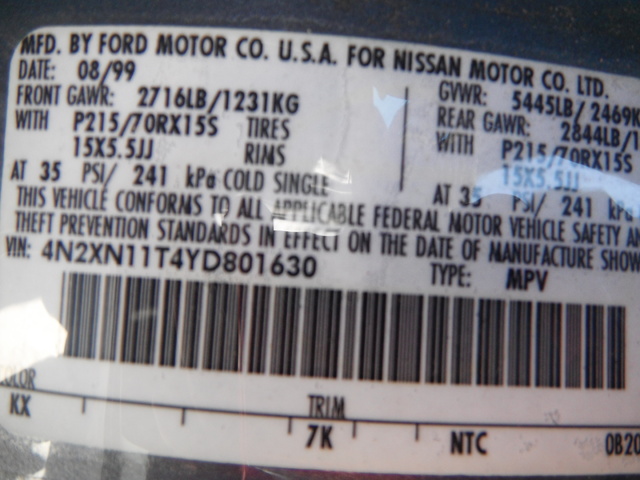 MFD. BY FORD MOTOR CO. U.S.A. FOR NISSAN MOTOR CO. LTD.
DATE: 08/99 GVWR: 5445LB/2469K
FRONT GAWR: 2716LB/1231KG REAR GAWR: 2844LB/1
WITH P215/70RX15S TIRES WITH P215/70RX15S
15X5.5JJ RIMS 15X5.5JJ
AT 35 PSI/ 241 kPa COLD SINGLE AT 35 PSI/ 241 kPa
THIS VEHICLE CONFORMS TO ALL APPLICABLE FEDERAL MOTOR VEHICLE SAFETY AN
THEFT PREVENTION STANDARDS IN EFFECT ON THE DATE OF MANUFACTURE SHOW
VIN: 4N2XN11T4YD801630 TYPE: MPV
COLOR
KX TRIM
7K NTC 0B20